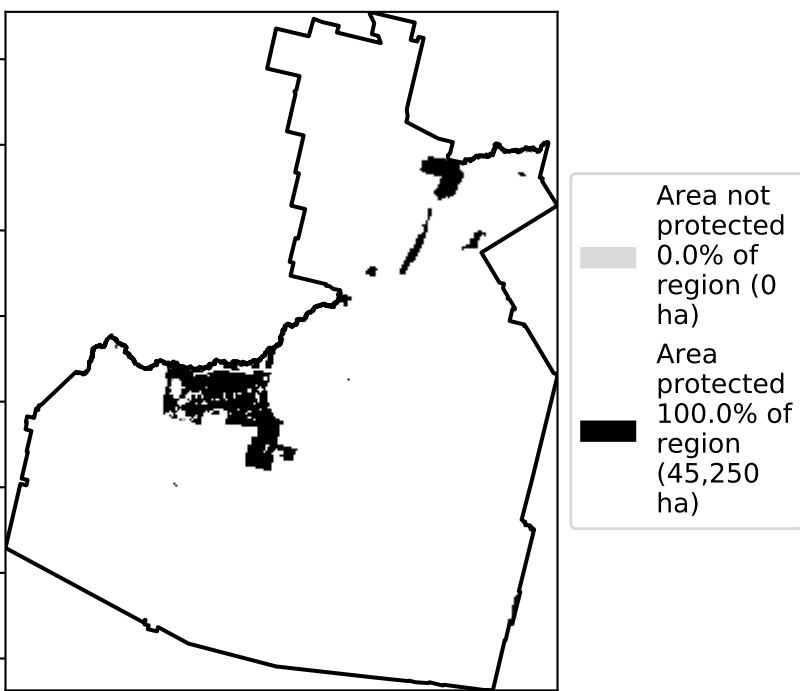 Area not
protected
0.0% of
region (0
ha)
Area
protected
100.0% of
region
(45,250
ha)